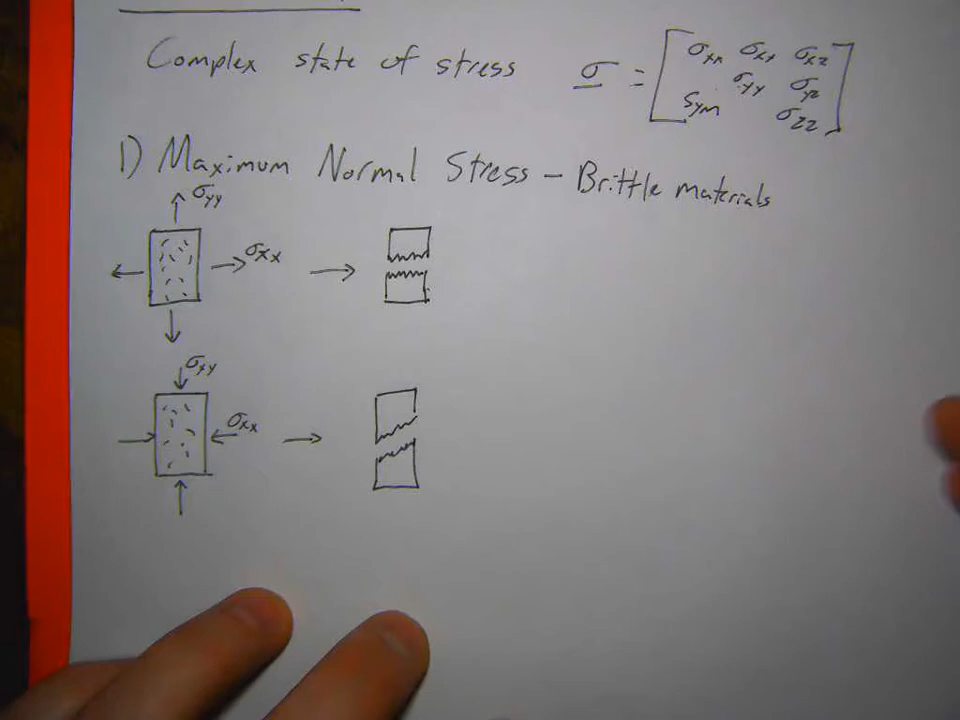 Complex state of stress σ = [σxx σxy σxz
σyy σyz
Sym σzz]
1) Maximum Normal Stress – Brittle materials
σyy
σxx
σyy
σxx